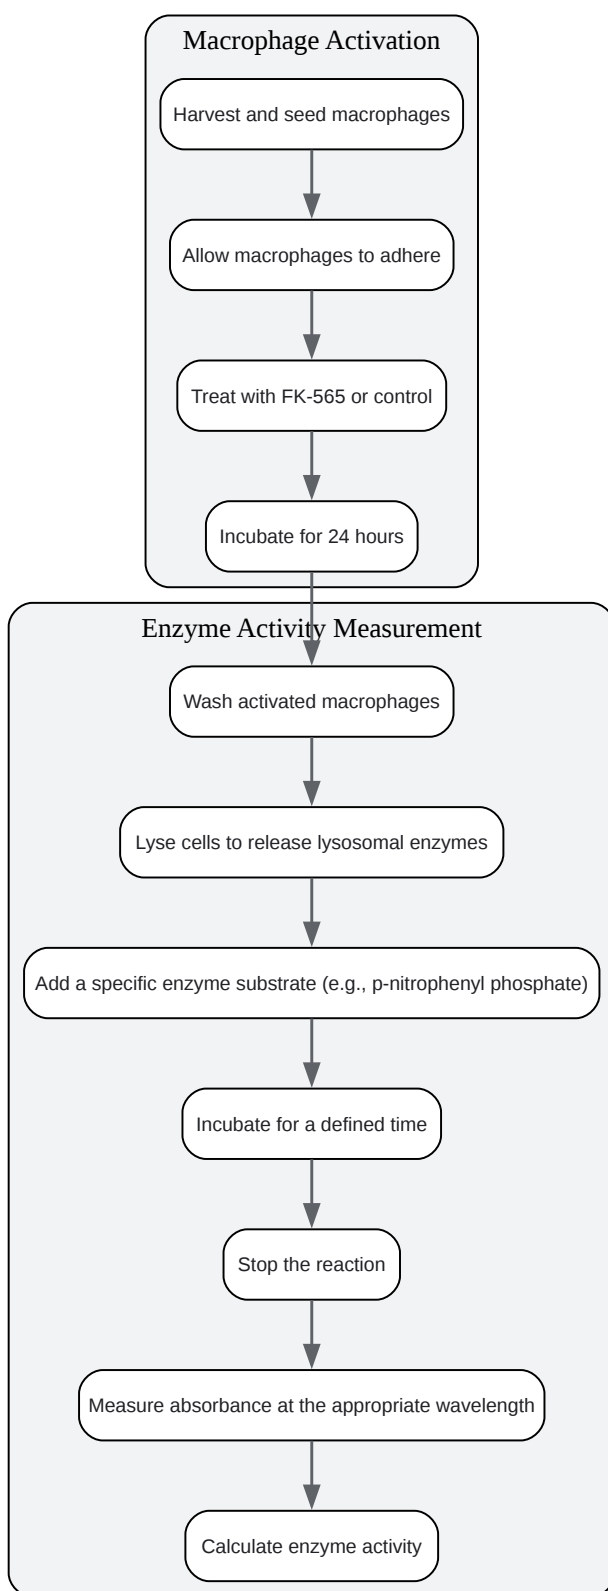 Macrophage Activation
Harvest and seed macrophages
Allow macrophages to adhere
Treat with FK-565 or control
Incubate for 24 hours
Enzyme Activity Measurement
Wash activated macrophages
Lyse cells to release lysosomal enzymes
Add a specific enzyme substrate (e.g., p-nitrophenyl phosphate)
Incubate for a defined time
Stop the reaction
Measure absorbance at the appropriate wavelength
Calculate enzyme activity